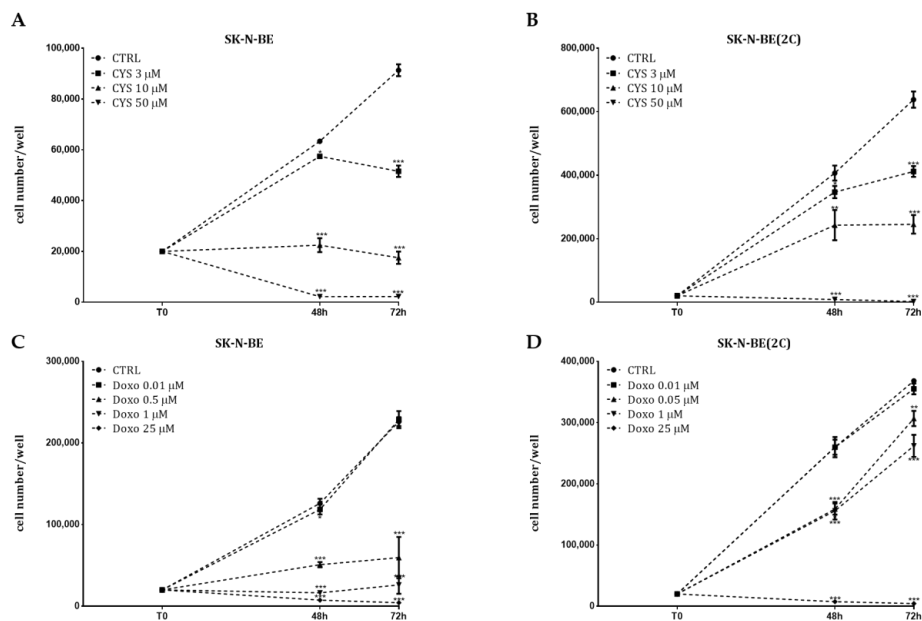 A
SK-N-BE
100,000
80,000
60,000
40,000
20,000
0
cell number/well
CTRL
CYS 3 µM
CYS 10 µM
CYS 50 µM
*
***
***
***
***
***
T0
48h
72h
B
SK-N-BE(2C)
800,000
600,000
400,000
200,000
0
cell number/well
CTRL
CYS 3 µM
CYS 10 µM
CYS 50 µM
***
**
***
***
***
T0
48h
72h
C
SK-N-BE
300,000
200,000
100,000
0
cell number/well
CTRL
Doxo 0.01 µM
Doxo 0.5 µM
Doxo 1 µM
Doxo 25 µM
*
***
***
***
***
***
***
T0
48h
72h
D
SK-N-BE(2C)
400,000
300,000
200,000
100,000
0
cell number/well
CTRL
Doxo 0.01 µM
Doxo 0.05 µM
Doxo 1 µM
Doxo 25 µM
**
***
***
***
***
***
T0
48h
72h